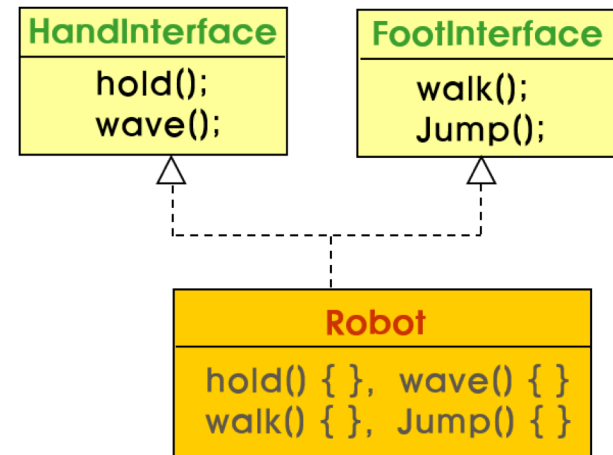 HandInterface
hold();
wave();
FootInterface
walk();
Jump();
Robot
hold() { }, wave() { }
walk() { }, Jump() { }